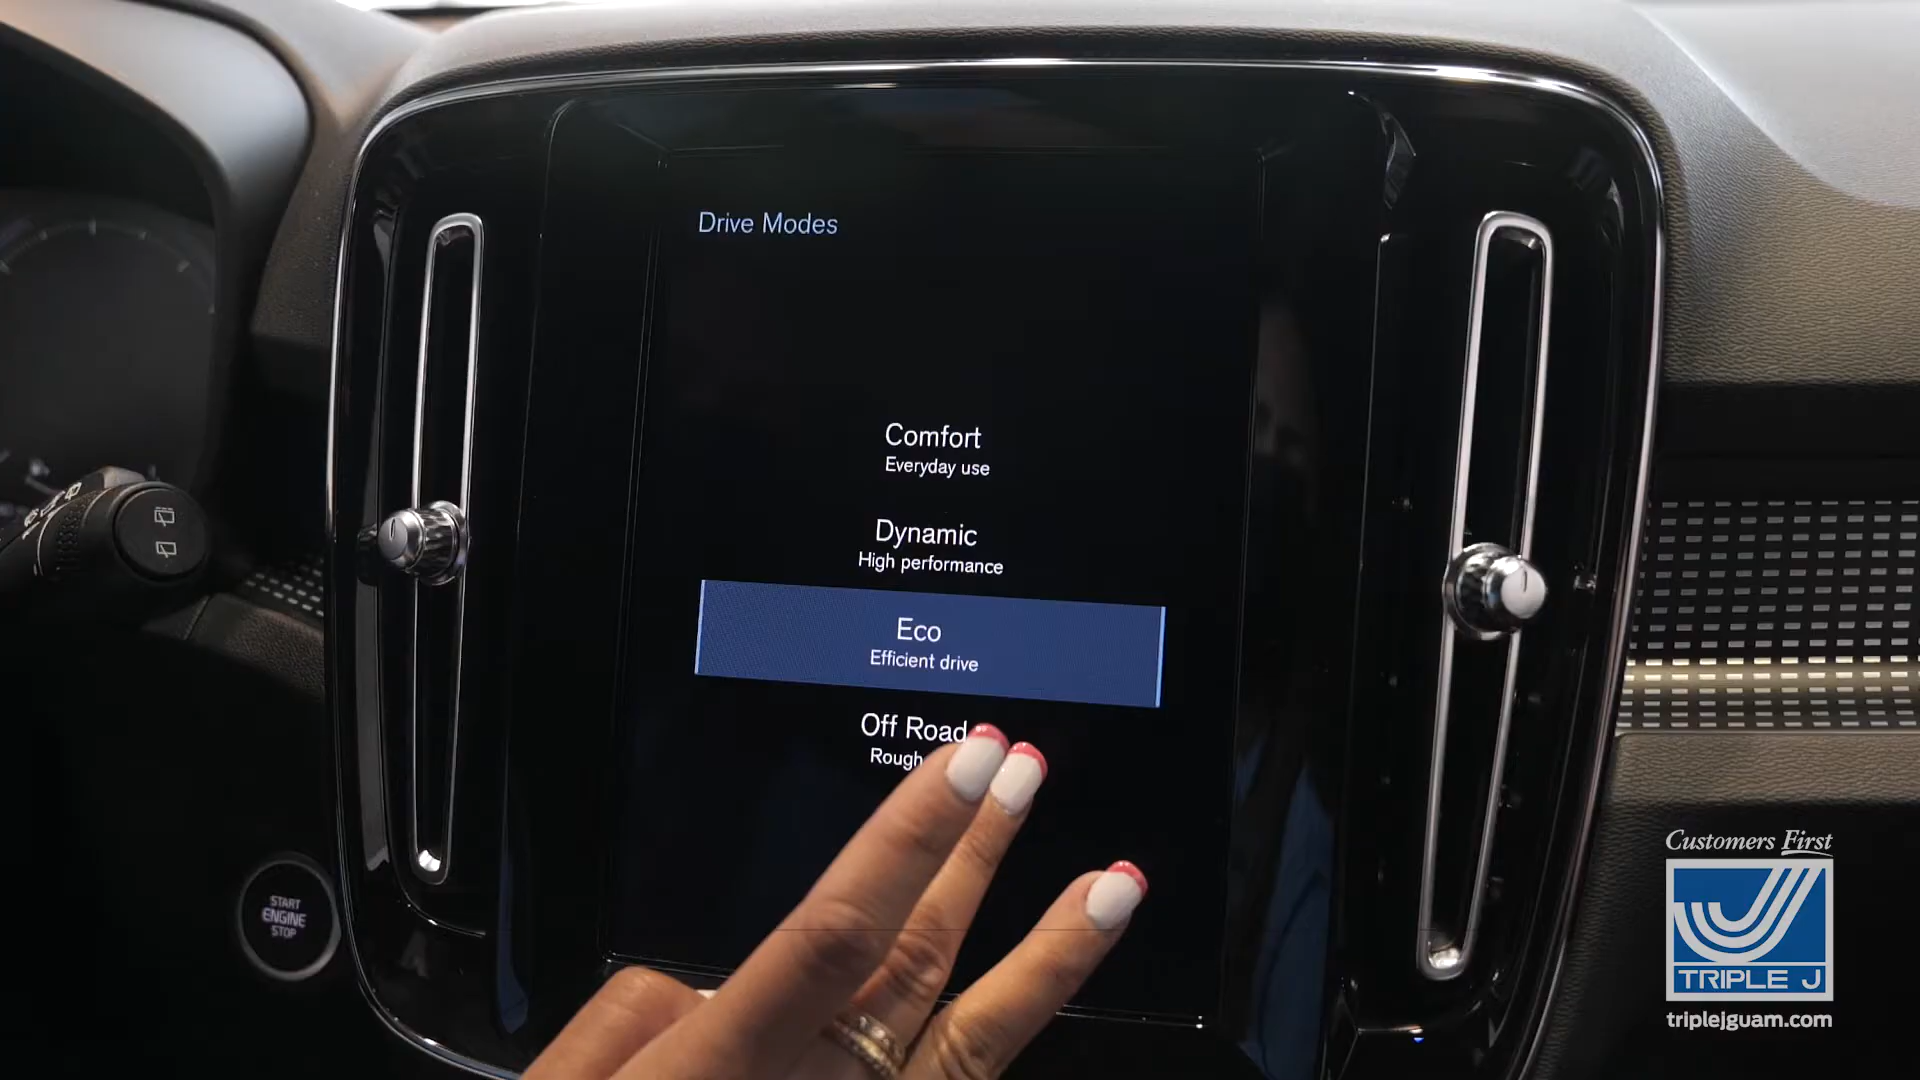 Drive Modes
Comfort
Everyday use
Dynamic
High performance
Eco
Efficient drive
Off Road
Rough
START
ENGINE
STOP
Customers First
TRIPLE J
triplejguam.com